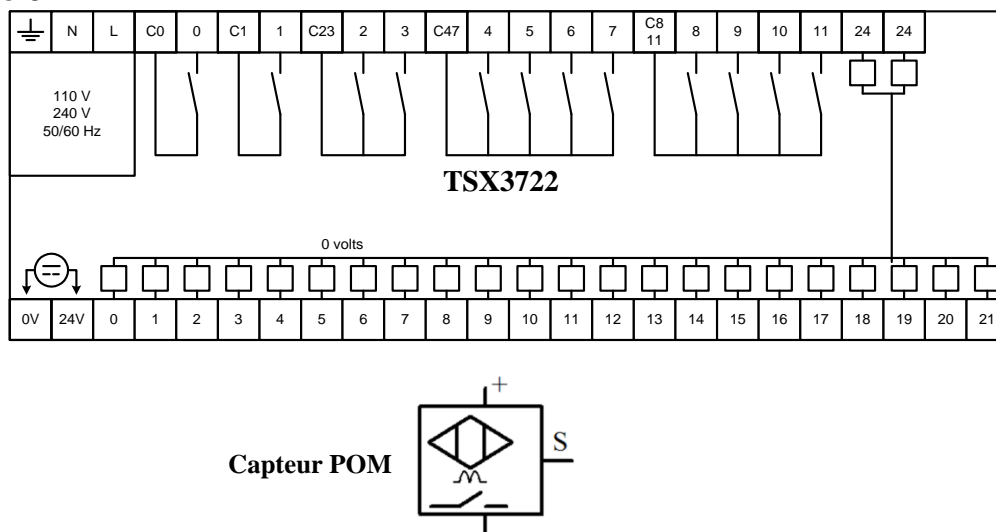 N L C0 0 C1 1 C23 2 3 C47 4 5 6 7 C8 11 8 9 10 11 24 24
110 V
240 V
50/60 Hz
TSX3722
0 volts
0V 24V 0 1 2 3 4 5 6 7 8 9 10 11 12 13 14 15 16 17 18 19 20 21
+
Capteur POM
S